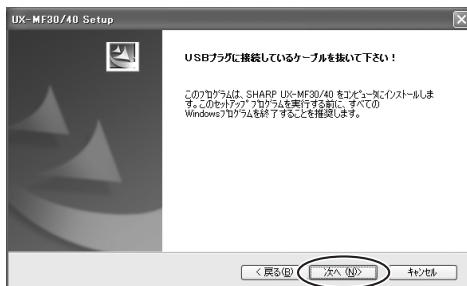 UX-MF30/40 Setup
USBプラグに接続しているケーブルを抜いて下さい！
このプログラムは、SHARP UX-MF30/40 をコンピュータにインストールしま
す。このセットアップ プログラムを実行する前に、すべての
Windowsプログラムを終了することを推奨します。
< 戻る(B)
次へ (N)>
キャンセル